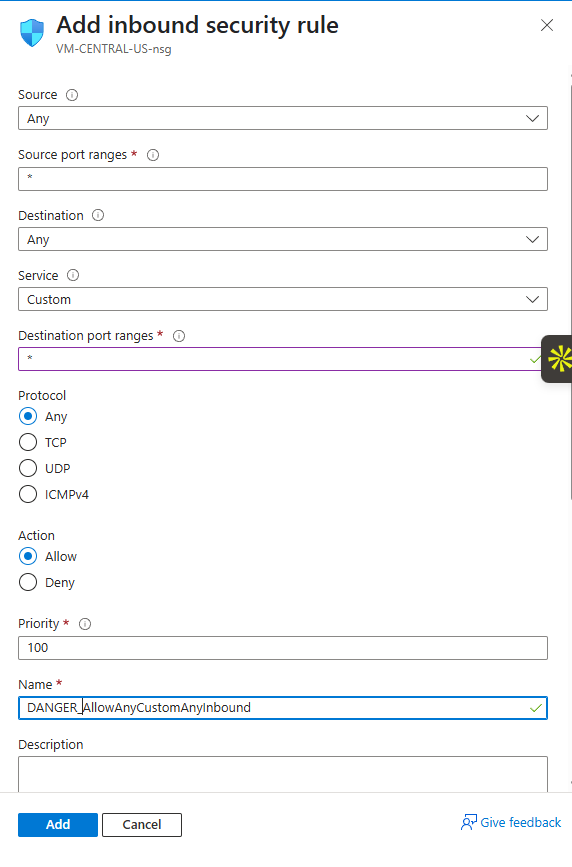 Add inbound security rule
VM-CENTRAL-US-nsg
Source
Any
Source port ranges *
*
Destination
Any
Service
Custom
Destination port ranges *
*
Protocol
Any
TCP
UDP
ICMPv4
Action
Allow
Deny
Priority *
100
Name *
DANGER_AllowAnyCustomAnyInbound
Description
Add
Cancel
Give feedback